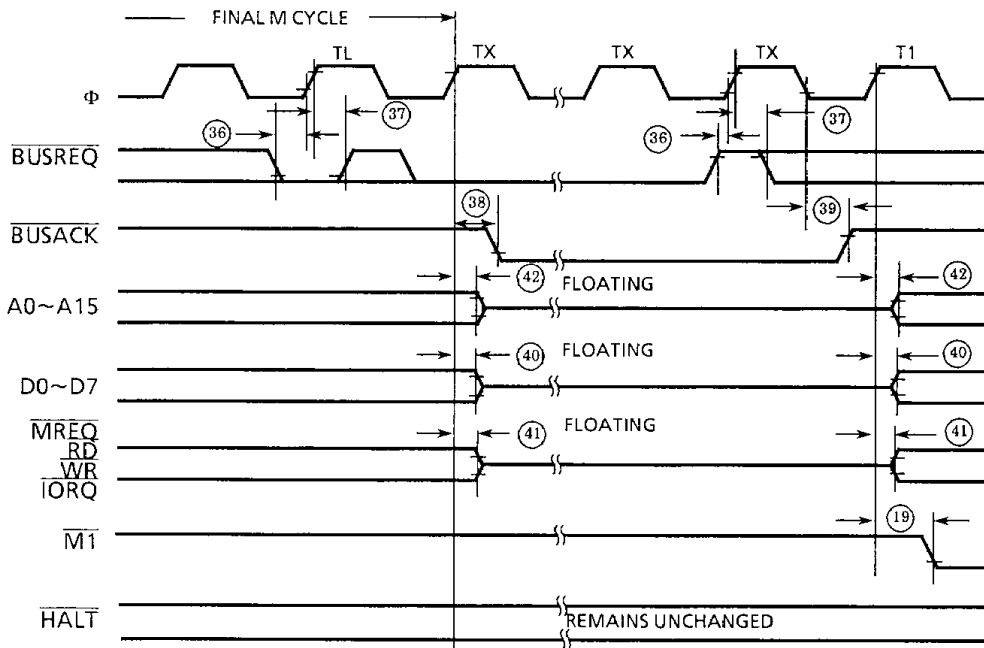 FINAL M CYCLE
TL TX TX TX T1
Φ
36 37 36 37
BUSREQ
38 39
BUSACK
42 FLOATING 42
A0~A15
40 FLOATING 40
D0~D7
MREQ 41 FLOATING 41
RD
WR
IORQ
19
M1
HALT REMAINS UNCHANGED